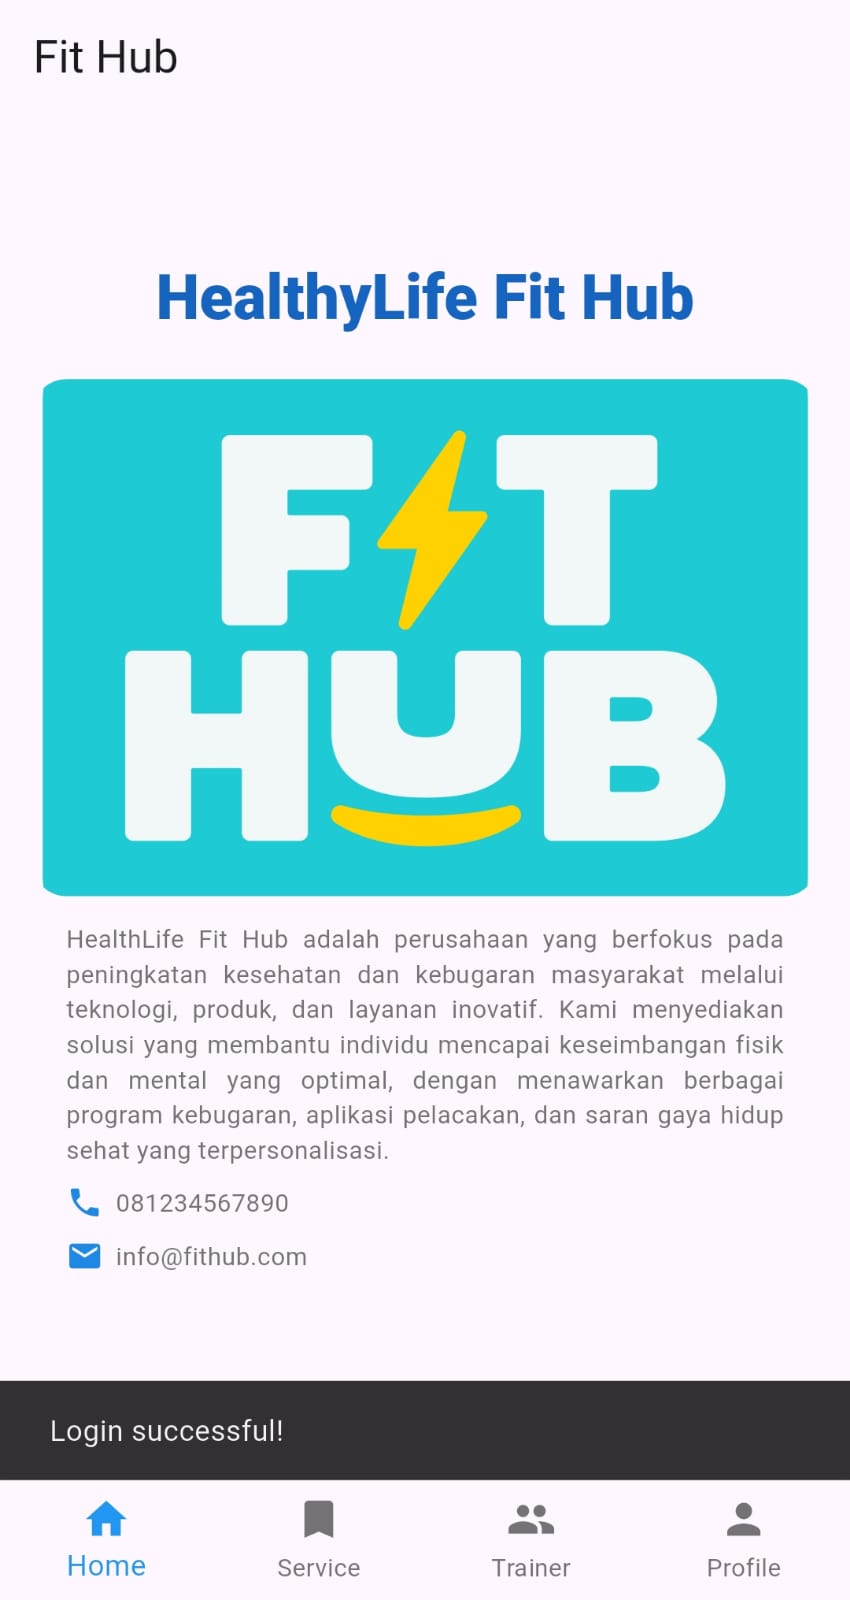 Fit Hub
HealthyLife Fit Hub
FIT
HUB
HealthLife Fit Hub adalah perusahaan yang berfokus pada
peningkatan kesehatan dan kebugaran masyarakat melalui
teknologi, produk, dan layanan inovatif. Kami menyediakan
solusi yang membantu individu mencapai keseimbangan fisik
dan mental yang optimal, dengan menawarkan berbagai
program kebugaran, aplikasi pelacakan, dan saran gaya hidup
sehat yang terpersonalisasi.
081234567890
info@fithub.com
Login successful!
Home Service Trainer Profile